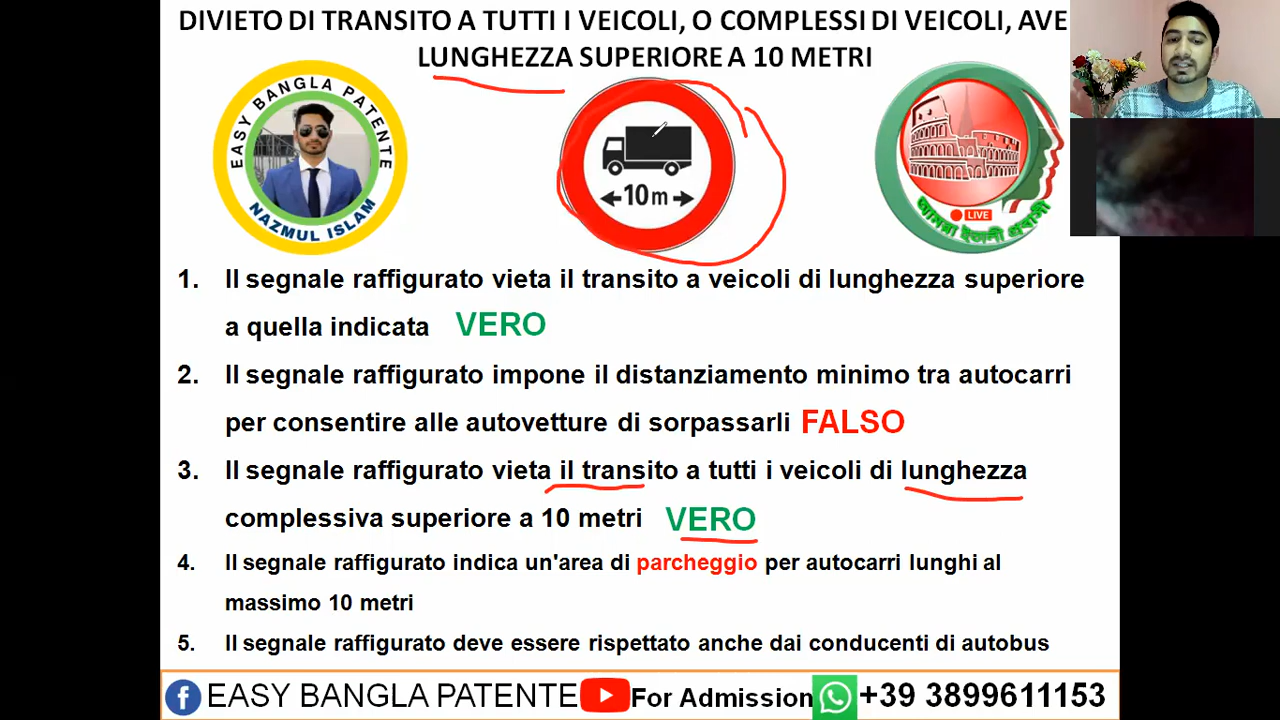 DIVIETO DI TRANSITO A TUTTI I VEICOLI, O COMPLESSI DI VEICOLI, AVE
LUNGHEZZA SUPERIORE A 10 METRI
EASY BANGLA PATENTE
NAZMUL ISLAM
10m
LIVE
আমরা ইতালী প্রবাসী
1. Il segnale raffigurato vieta il transito a veicoli di lunghezza superiore
a quella indicata VERO
2. Il segnale raffigurato impone il distanziamento minimo tra autocarri
per consentire alle autovetture di sorpassarli FALSO
3. Il segnale raffigurato vieta il transito a tutti i veicoli di lunghezza
complessiva superiore a 10 metri VERO
4. Il segnale raffigurato indica un'area di parcheggio per autocarri lunghi al
massimo 10 metri
5. Il segnale raffigurato deve essere rispettato anche dai conducenti di autobus
EASY BANGLA PATENTE For Admission +39 3899611153